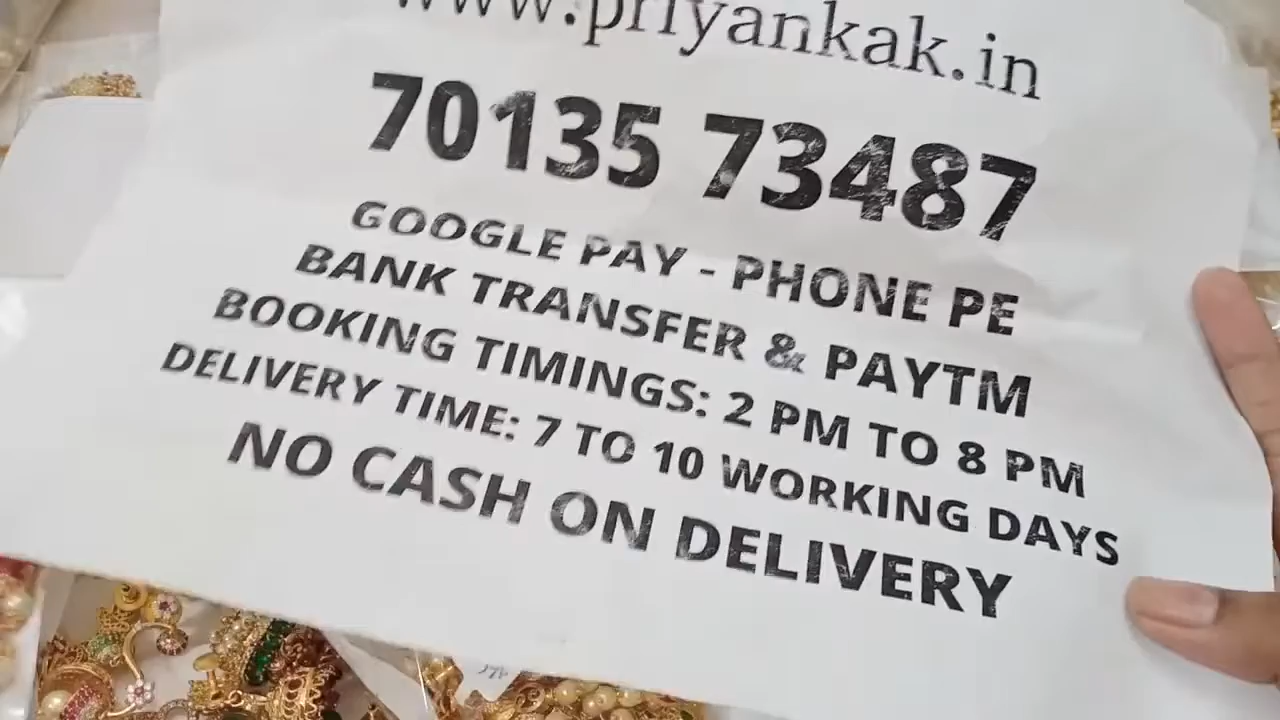 www.priyankak.in
70135 73487
GOOGLE PAY - PHONE PE
BANK TRANSFER & PAYTM
BOOKING TIMINGS: 2 PM TO 8 PM
DELIVERY TIME: 7 TO 10 WORKING DAYS
NO CASH ON DELIVERY